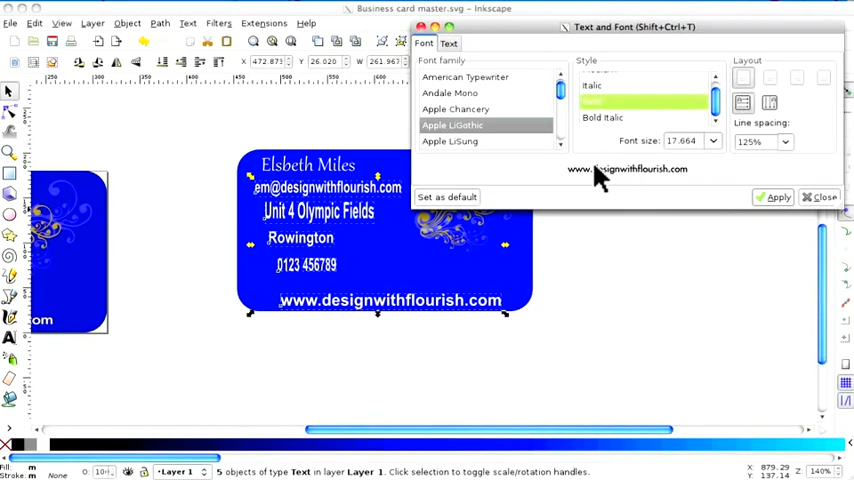 Business card master.svg - Inkscape
File Edit View Layer Object Path Text Filters Extensions Help
Text and Font (Shift+Ctrl+T)
Font Text
Font family
American Typewriter
Andale Mono
Apple Chancery
Apple LiGothic
Apple LiSung
Style
Italic
Bold Italic
Font size: 17.664
Layout
Line spacing:
125%
www.designwithflourish.com
Set as default
Apply
Close
X: 472.873 Y: 26.020 W: 261.967
Elsbeth Miles
em@designwithflourish.com
Unit 4 Olympic Fields
Rowington
0123 456789
www.designwithflourish.com
om
Fill: m
Stroke: m None
O: 10
Layer 1
5 objects of type Text in layer Layer 1. Click selection to toggle scale/rotation handles.
X: 879.29
Y: 137.14
Z: 140%